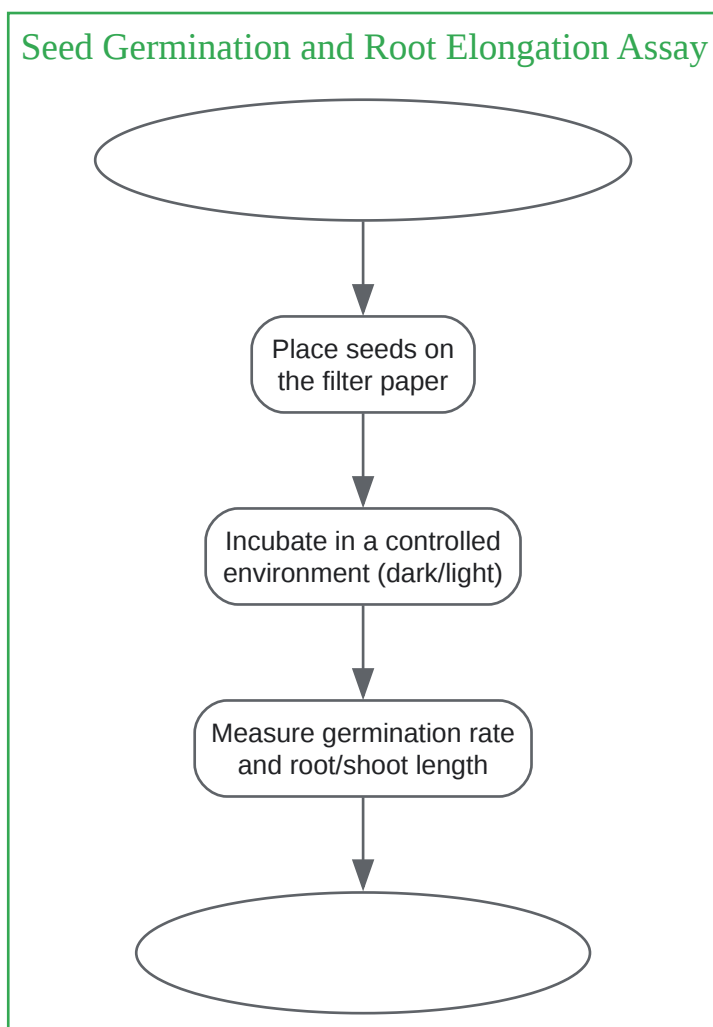 Seed Germination and Root Elongation Assay
Place seeds on
the filter paper
Incubate in a controlled
environment (dark/light)
Measure germination rate
and root/shoot length